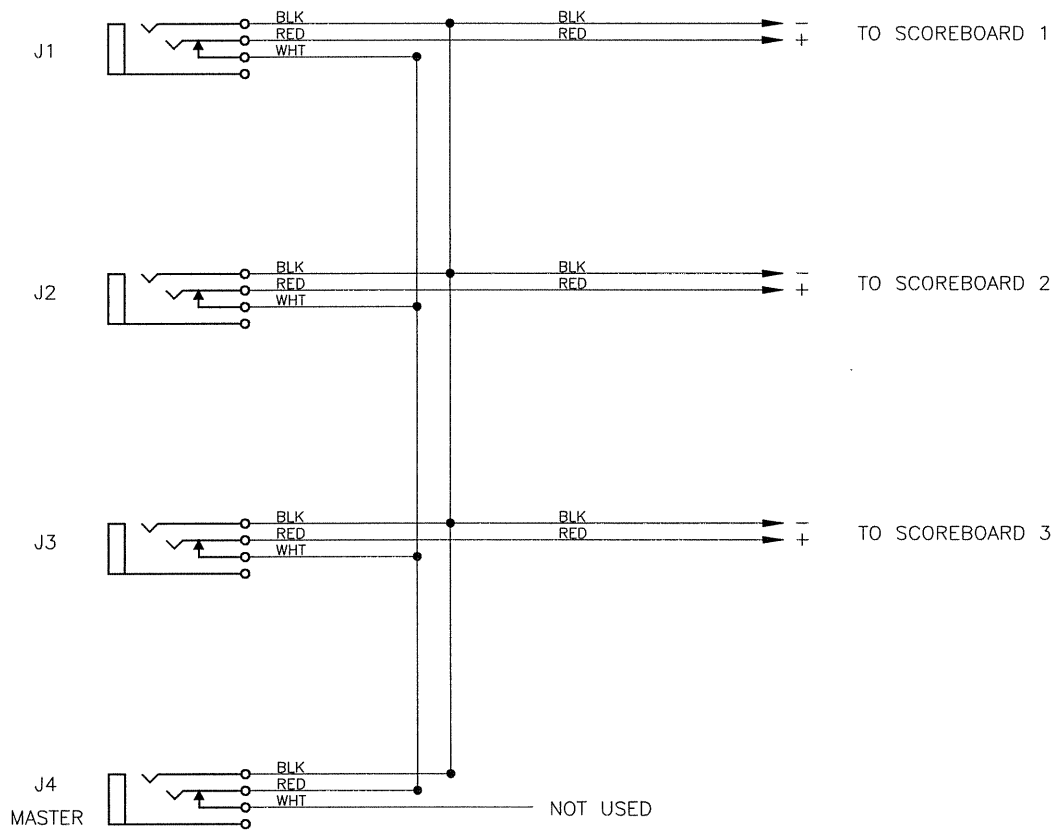 BLK BLK −
J1 RED RED + TO SCOREBOARD 1
WHT
BLK BLK −
J2 RED RED + TO SCOREBOARD 2
WHT
BLK BLK −
J3 RED RED + TO SCOREBOARD 3
WHT
BLK
J4 RED
MASTER WHT NOT USED